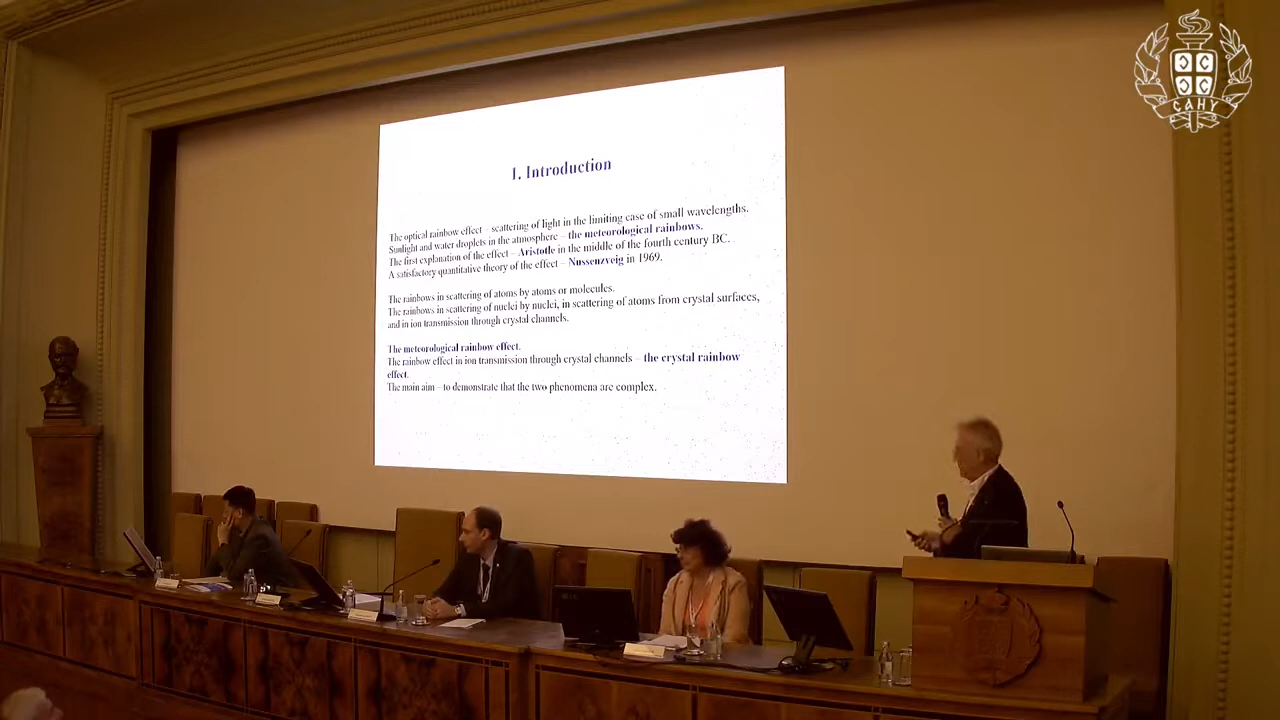 САНУ
I. Introduction
The optical rainbow effect – scattering of light in the limiting case of small wavelengths.
Sunlight and water droplets in the atmosphere – the meteorological rainbows.
The first explanation of the effect – Aristotle in the middle of the fourth century BC.
A satisfactory quantitative theory of the effect – Nussenzveig in 1969.
The rainbows in scattering of atoms by atoms or molecules.
The rainbows in scattering of nuclei by nuclei, in scattering of atoms from crystal surfaces,
and in ion transmission through crystal channels.
The meteorological rainbow effect.
The rainbow effect in ion transmission through crystal channels – the crystal rainbow
effect.
The main aim – to demonstrate that the two phenomena are complex.